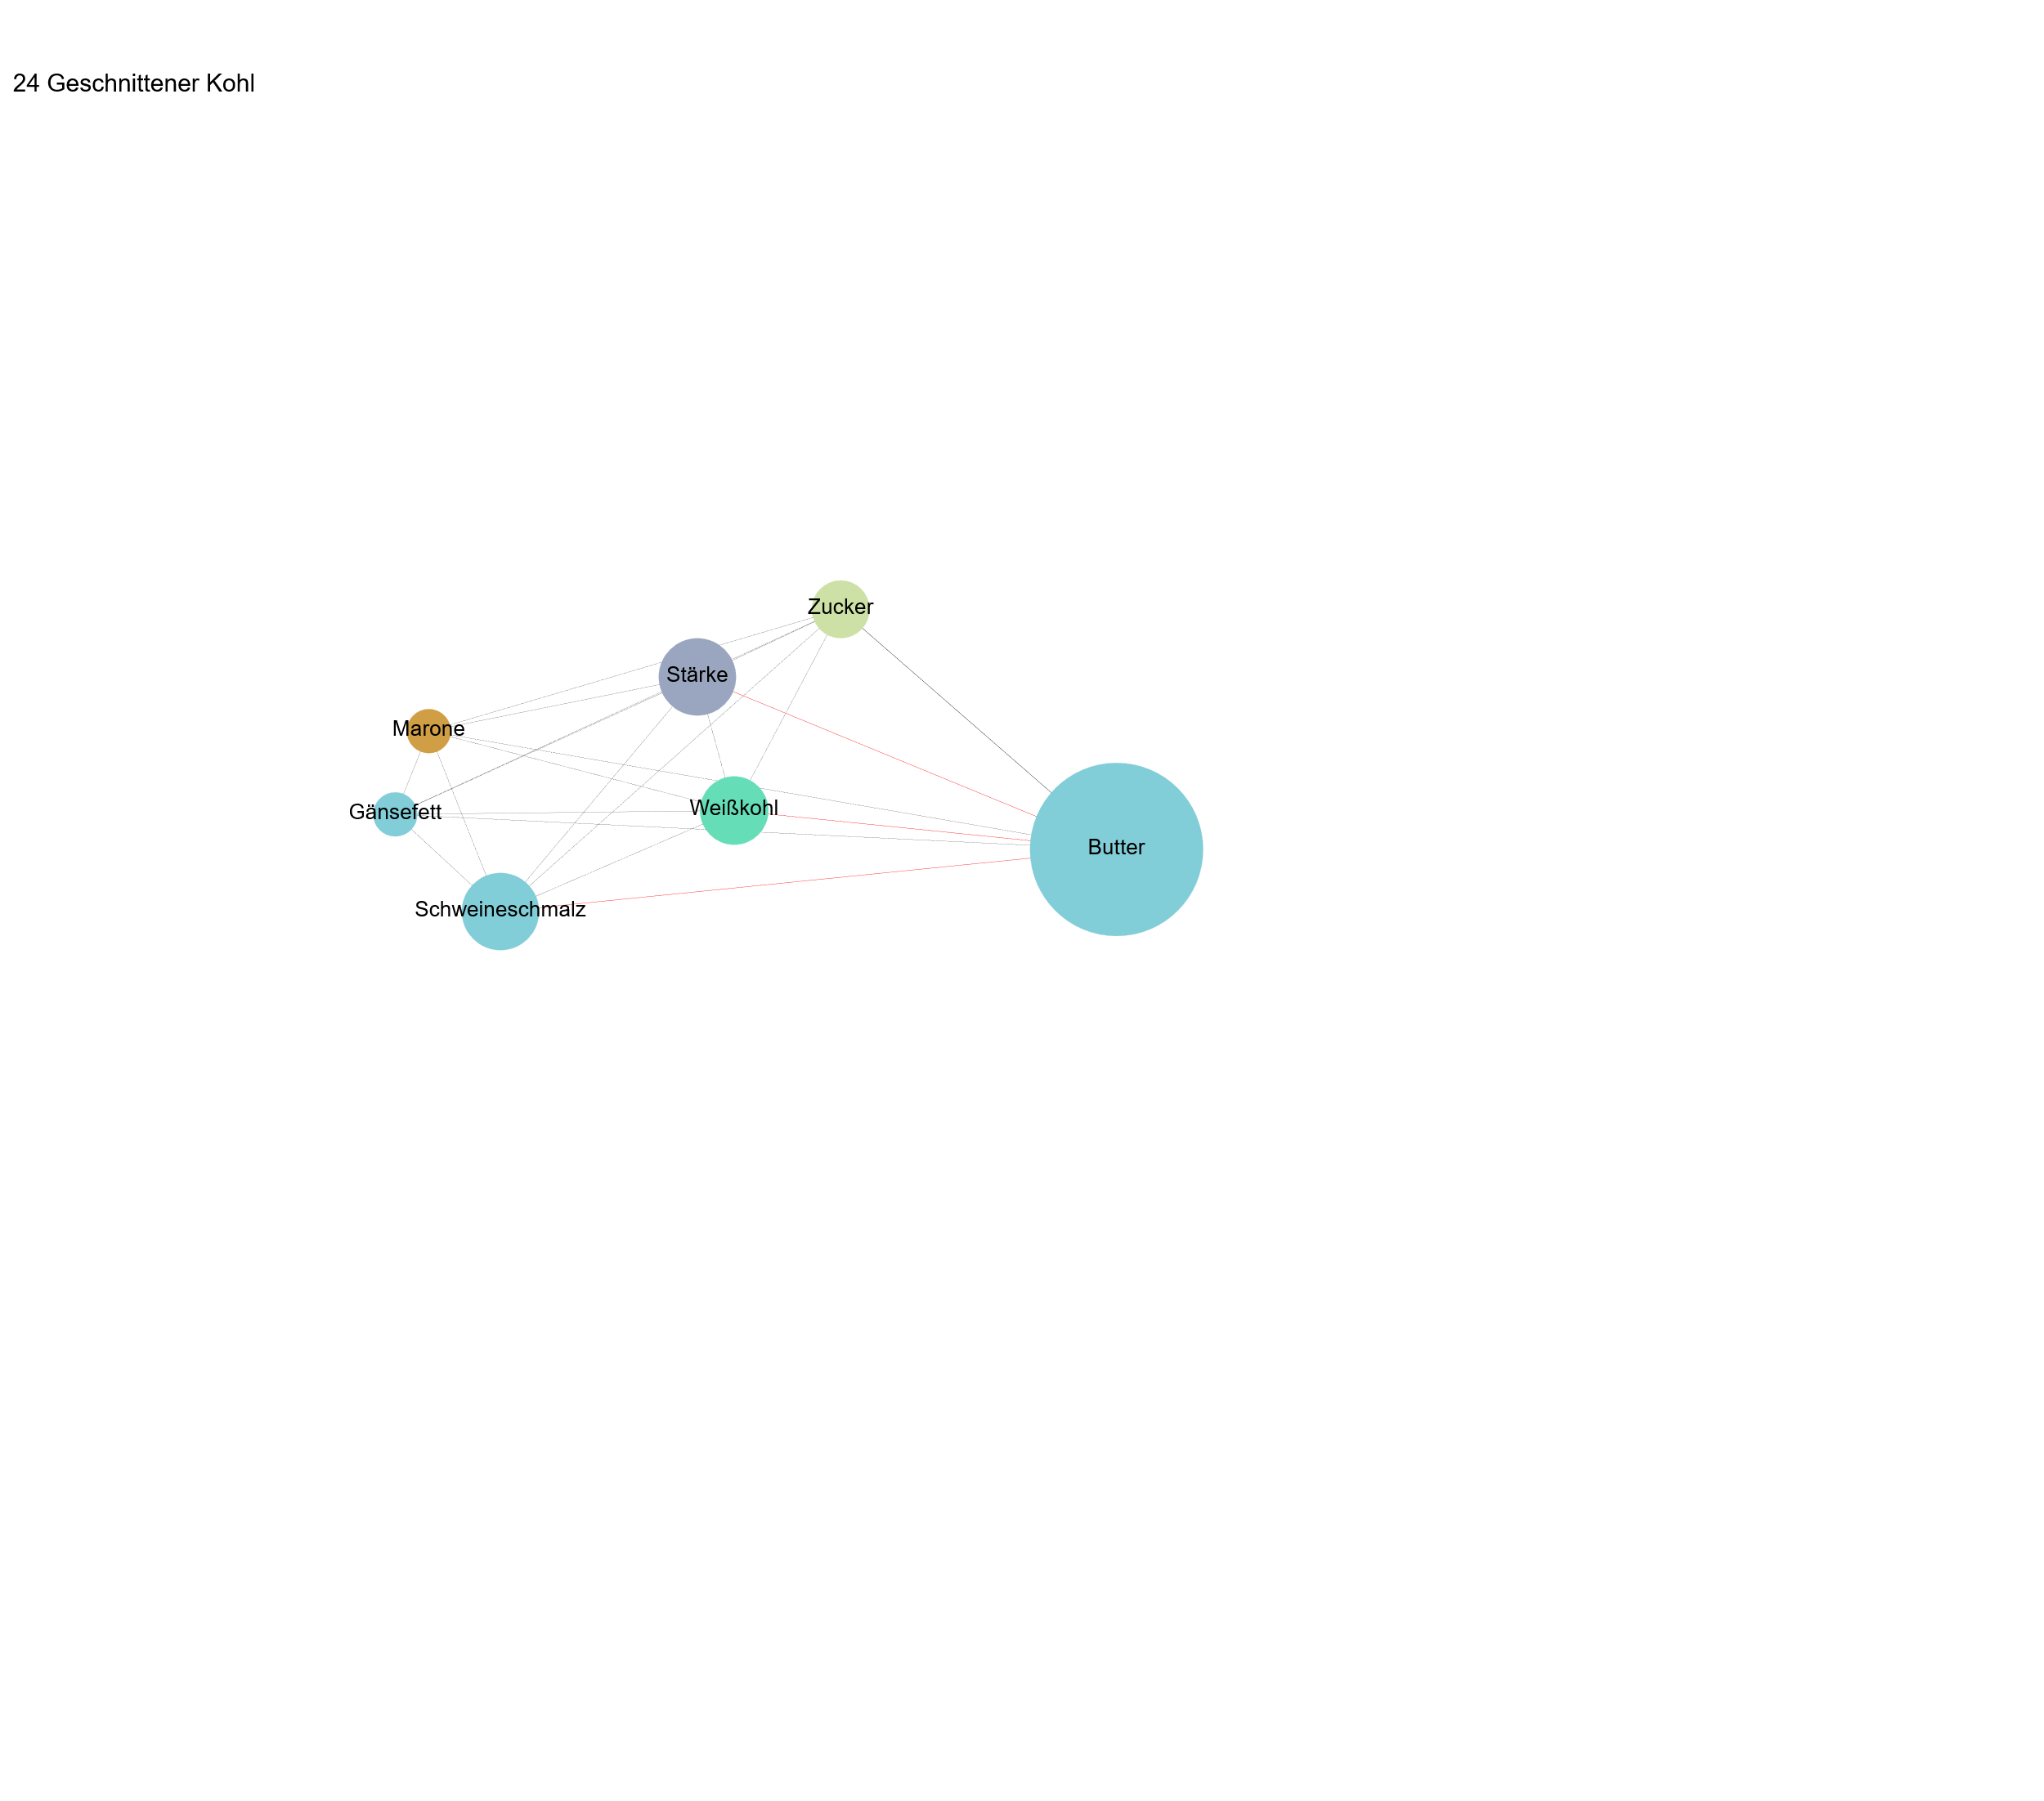 24 Geschnittener Kohl
Zucker
Stärke
Marone
Weißkohl
Gänsefett
Butter
Schweineschmalz